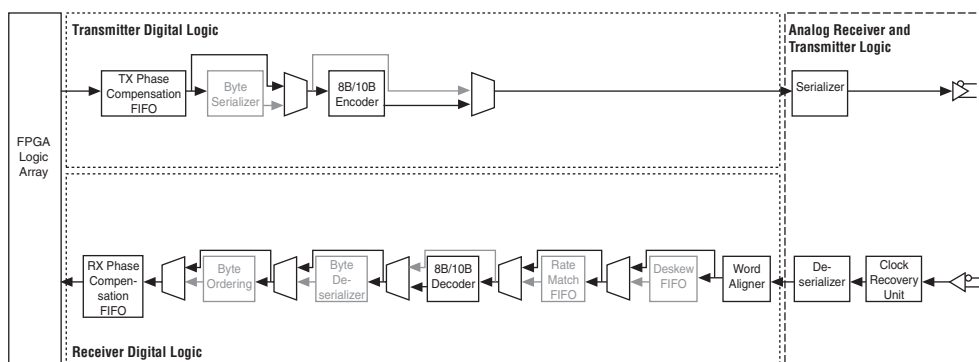 Transmitter Digital Logic
Analog Receiver and
Transmitter Logic
TX Phase
Compensation
FIFO
Byte
Serializer
8B/10B
Encoder
Serializer
FPGA
Logic
Array
RX Phase
Compen-
sation
FIFO
Byte
Ordering
Byte
De-
serializer
8B/10B
Decoder
Rate
Match
FIFO
Deskew
FIFO
Word
Aligner
De-
serializer
Clock
Recovery
Unit
Receiver Digital Logic